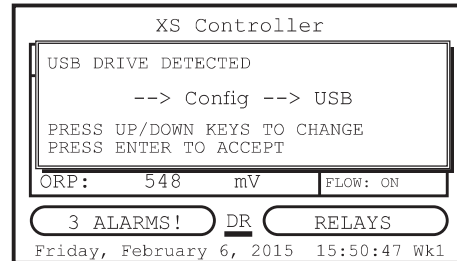 XS Controller
USB DRIVE DETECTED
--> Config --> USB
PRESS UP/DOWN KEYS TO CHANGE
PRESS ENTER TO ACCEPT
ORP: 548 mV FLOW: ON
3 ALARMS! DR RELAYS
Friday, February 6, 2015 15:50:47 Wk1